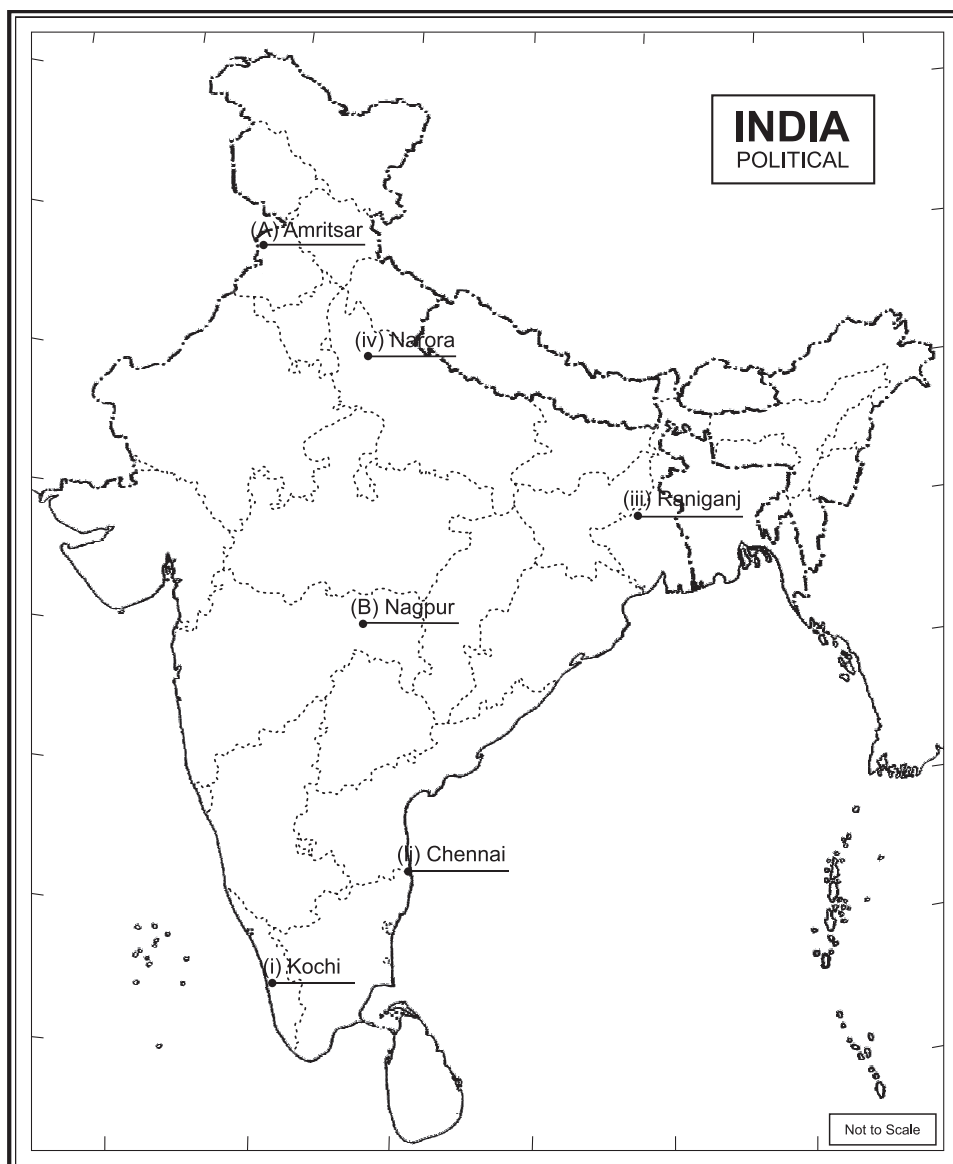 INDIA
POLITICAL
(A) Amritsar
(iv) Narora
(iii) Raniganj
(B) Nagpur
(ii) Chennai
(i) Kochi
Not to Scale